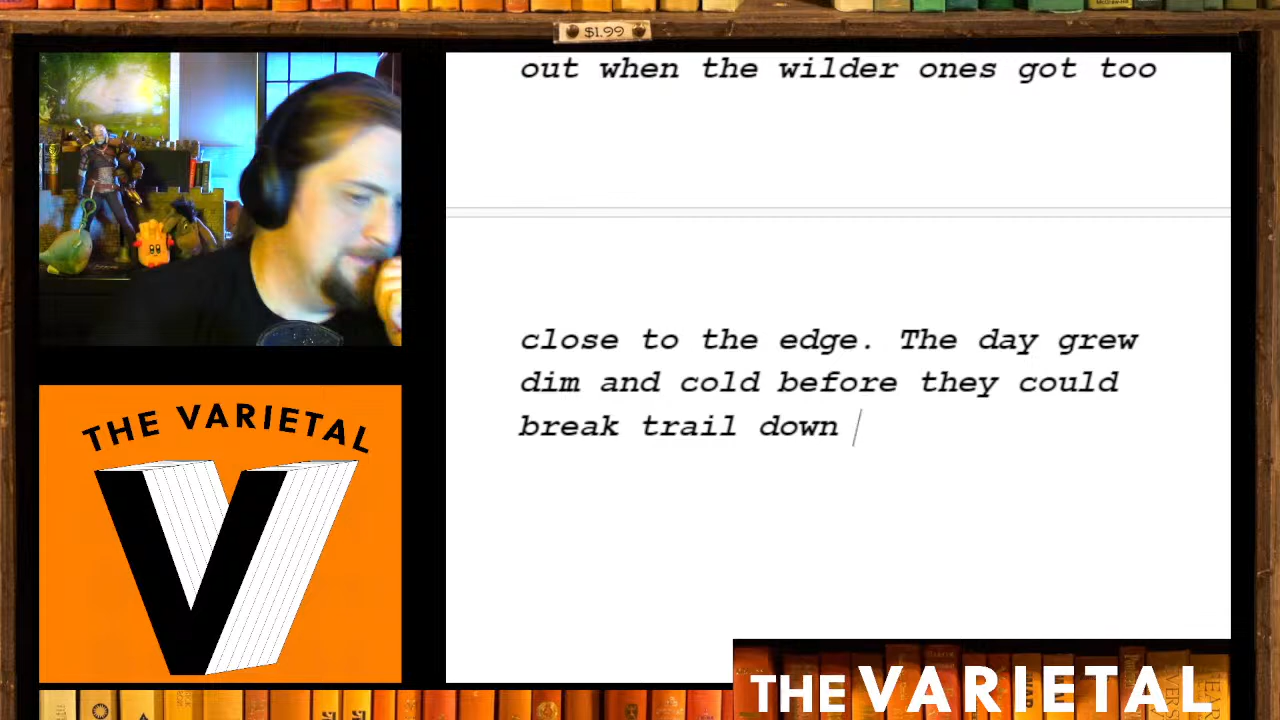 $1.99
out when the wilder ones got too
close to the edge. The day grew
dim and cold before they could
break trail down
THE VARIETAL
V
THE VARIETAL